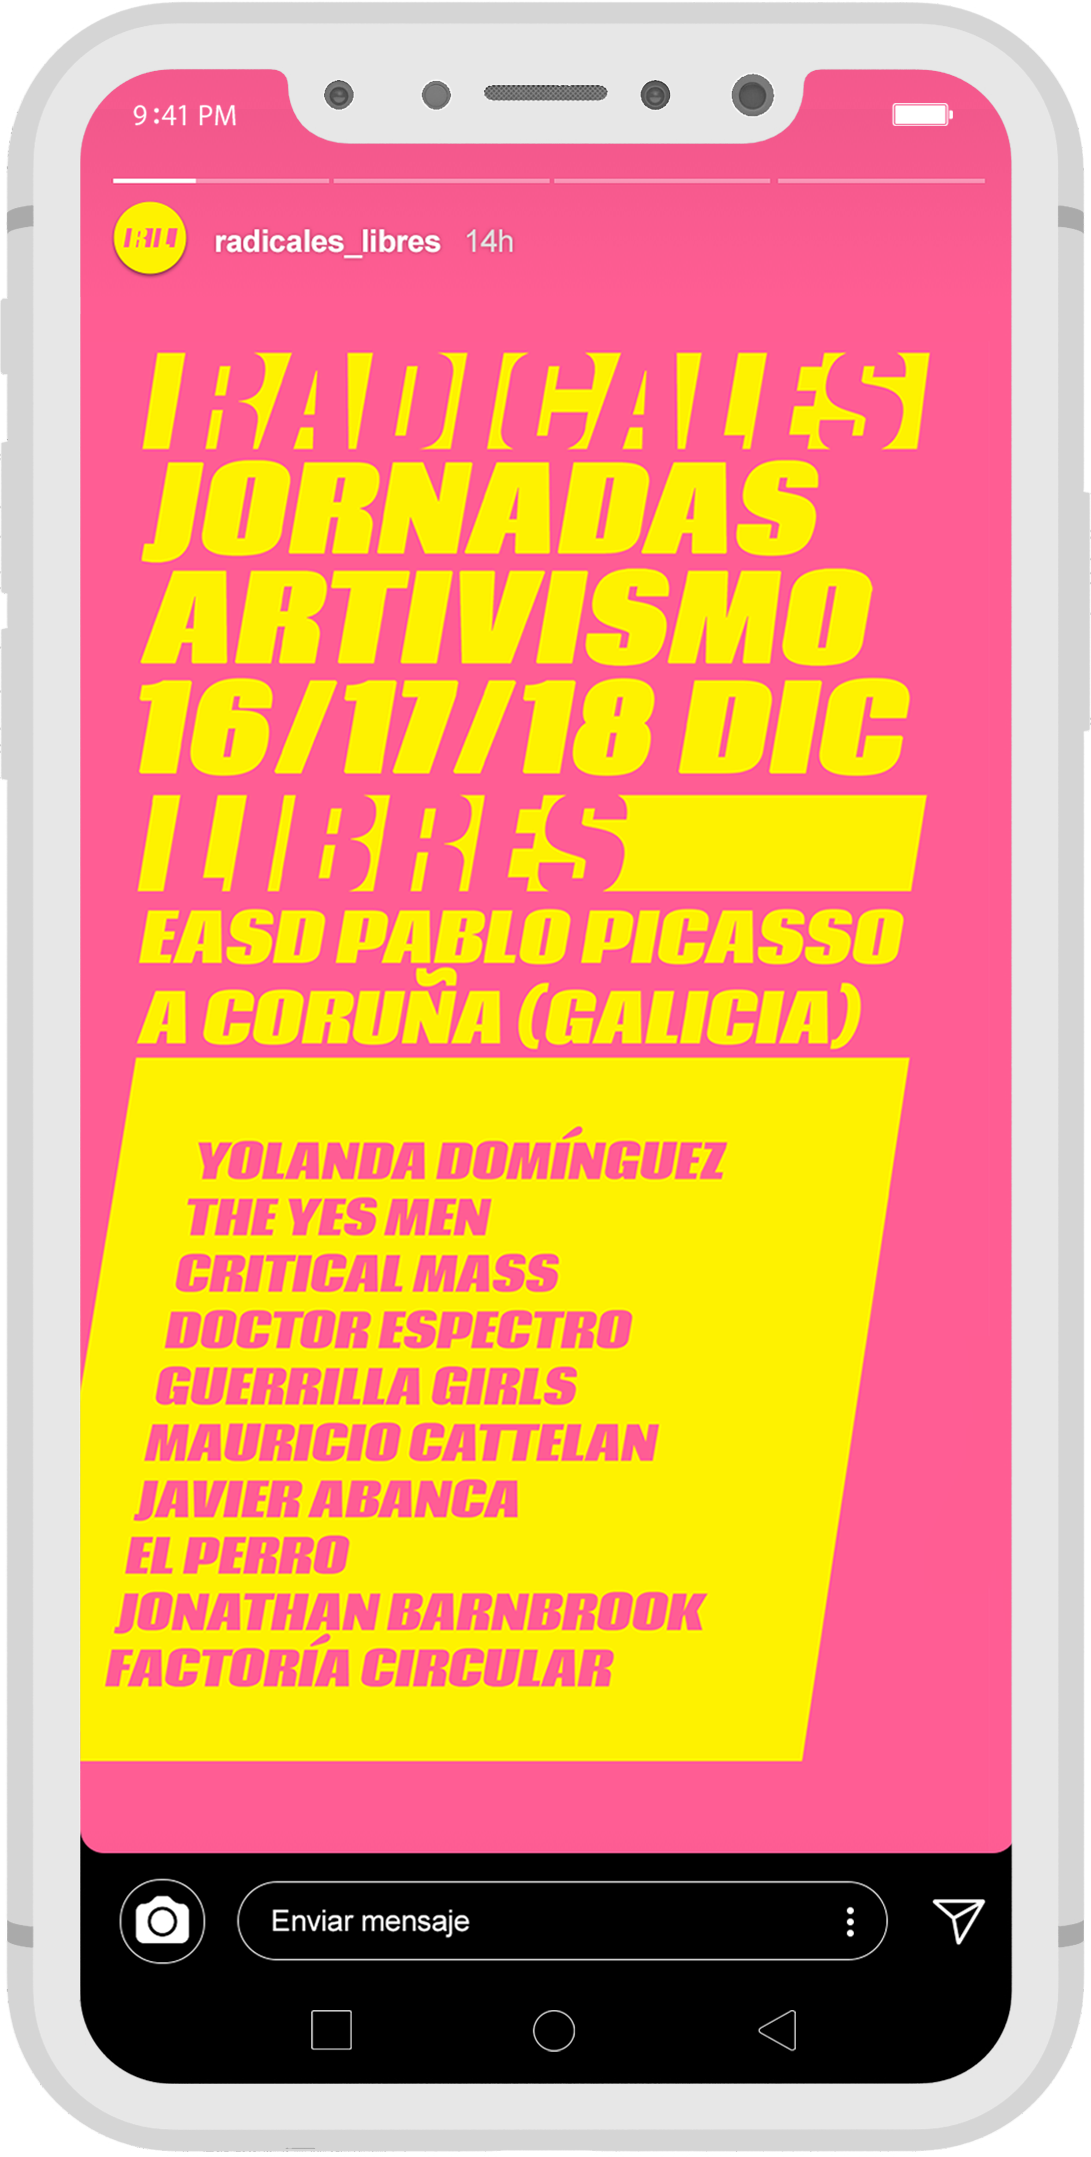 9:41 PM
radicales_libres 14h
RADICALES
JORNADAS
ARTIVISMO
16/17/18 DIC
LIBRES
EASD PABLO PICASSO
A CORUÑA (GALICIA)
YOLANDA DOMÍNGUEZ
THE YES MEN
CRITICAL MASS
DOCTOR ESPECTRO
GUERRILLA GIRLS
MAURICIO CATTELAN
JAVIER ABANCA
EL PERRO
JONATHAN BARNBROOK
FACTORÍA CIRCULAR
Enviar mensaje